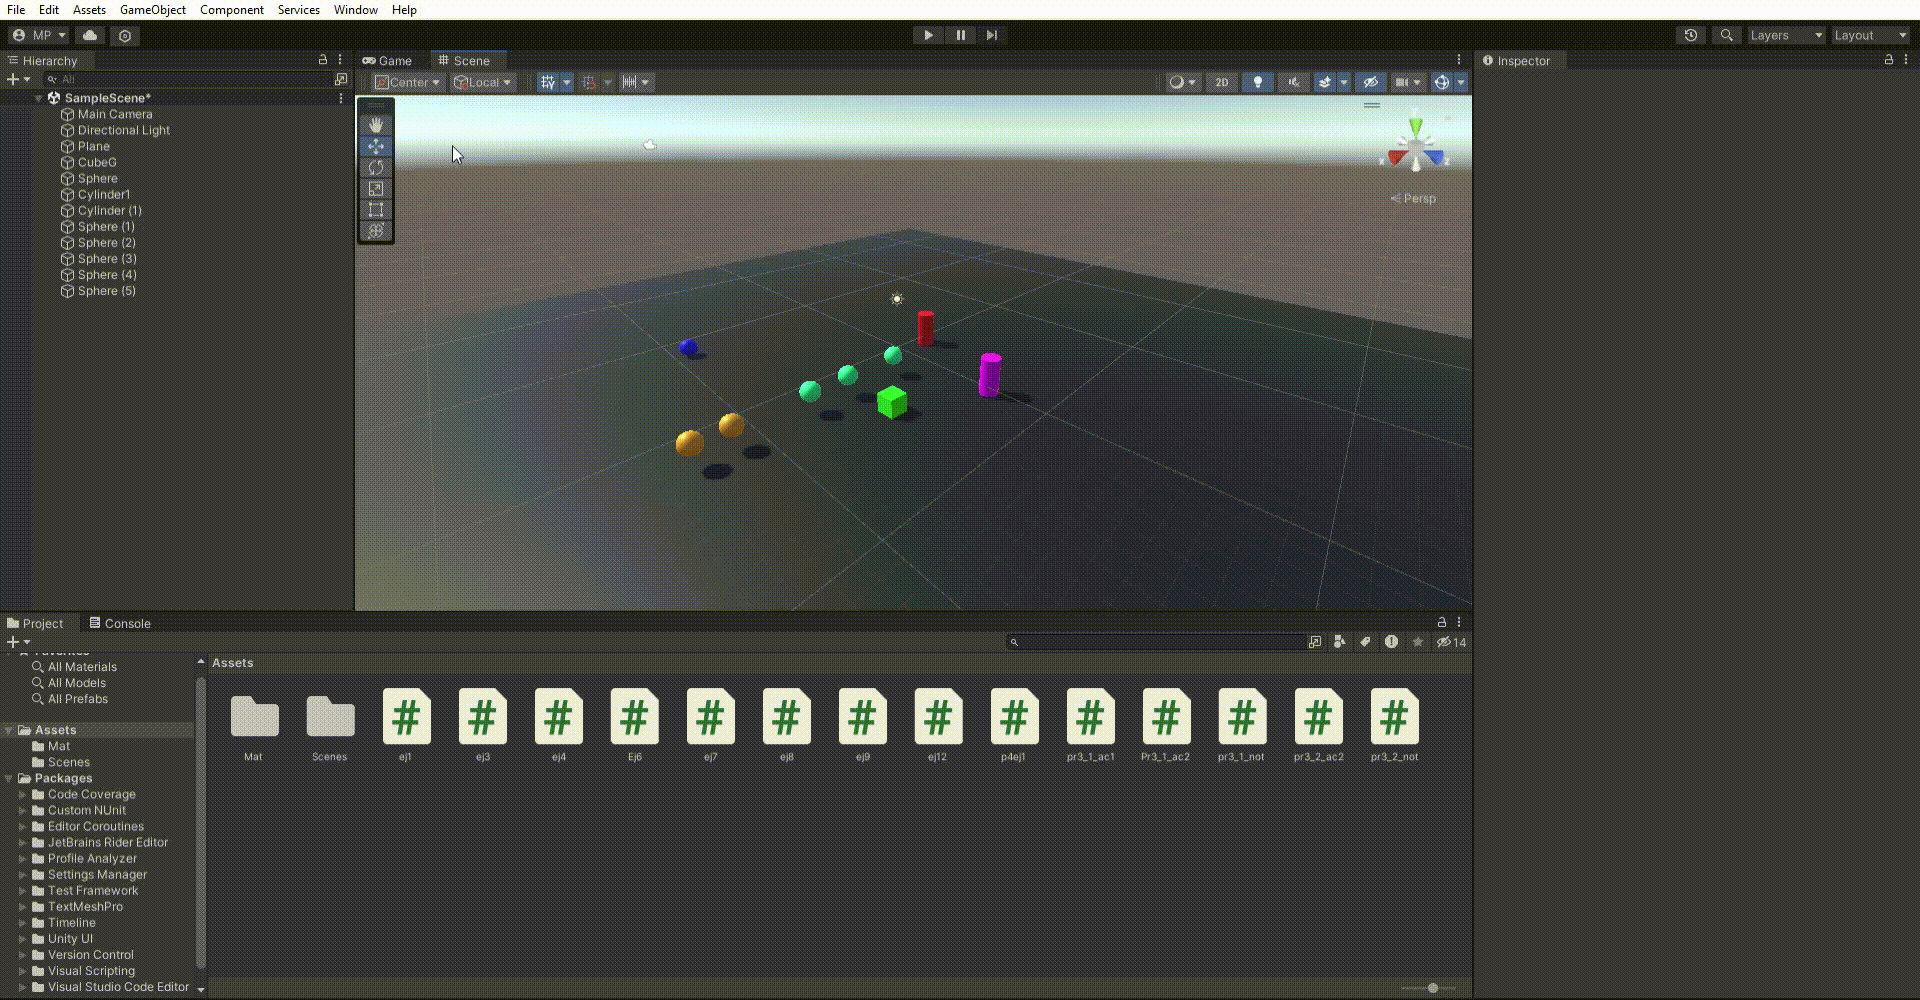 File Edit Assets GameObject Component Services Window Help
MP
Layers Layout
Hierarchy
All
SampleScene*
Main Camera
Directional Light
Plane
CubeG
Sphere
Cylinder1
Cylinder (1)
Sphere (1)
Sphere (2)
Sphere (3)
Sphere (4)
Sphere (5)
Game Scene
Center Local 2D
x z
Persp
Inspector
Project Console
14
Favorites
All Materials
All Models
All Prefabs
Assets
Mat
Scenes
Packages
Code Coverage
Custom NUnit
Editor Coroutines
JetBrains Rider Editor
Profile Analyzer
Settings Manager
Test Framework
TextMeshPro
Timeline
Unity UI
Version Control
Visual Scripting
Visual Studio Code Editor
Assets
Mat Scenes ej1 ej3 ej4 Ej6 ej7 ej8 ej9 ej12 p4ej1 pr3_1_ac1 Pr3_1_ac2 pr3_1_not pr3_2_ac2 pr3_2_not